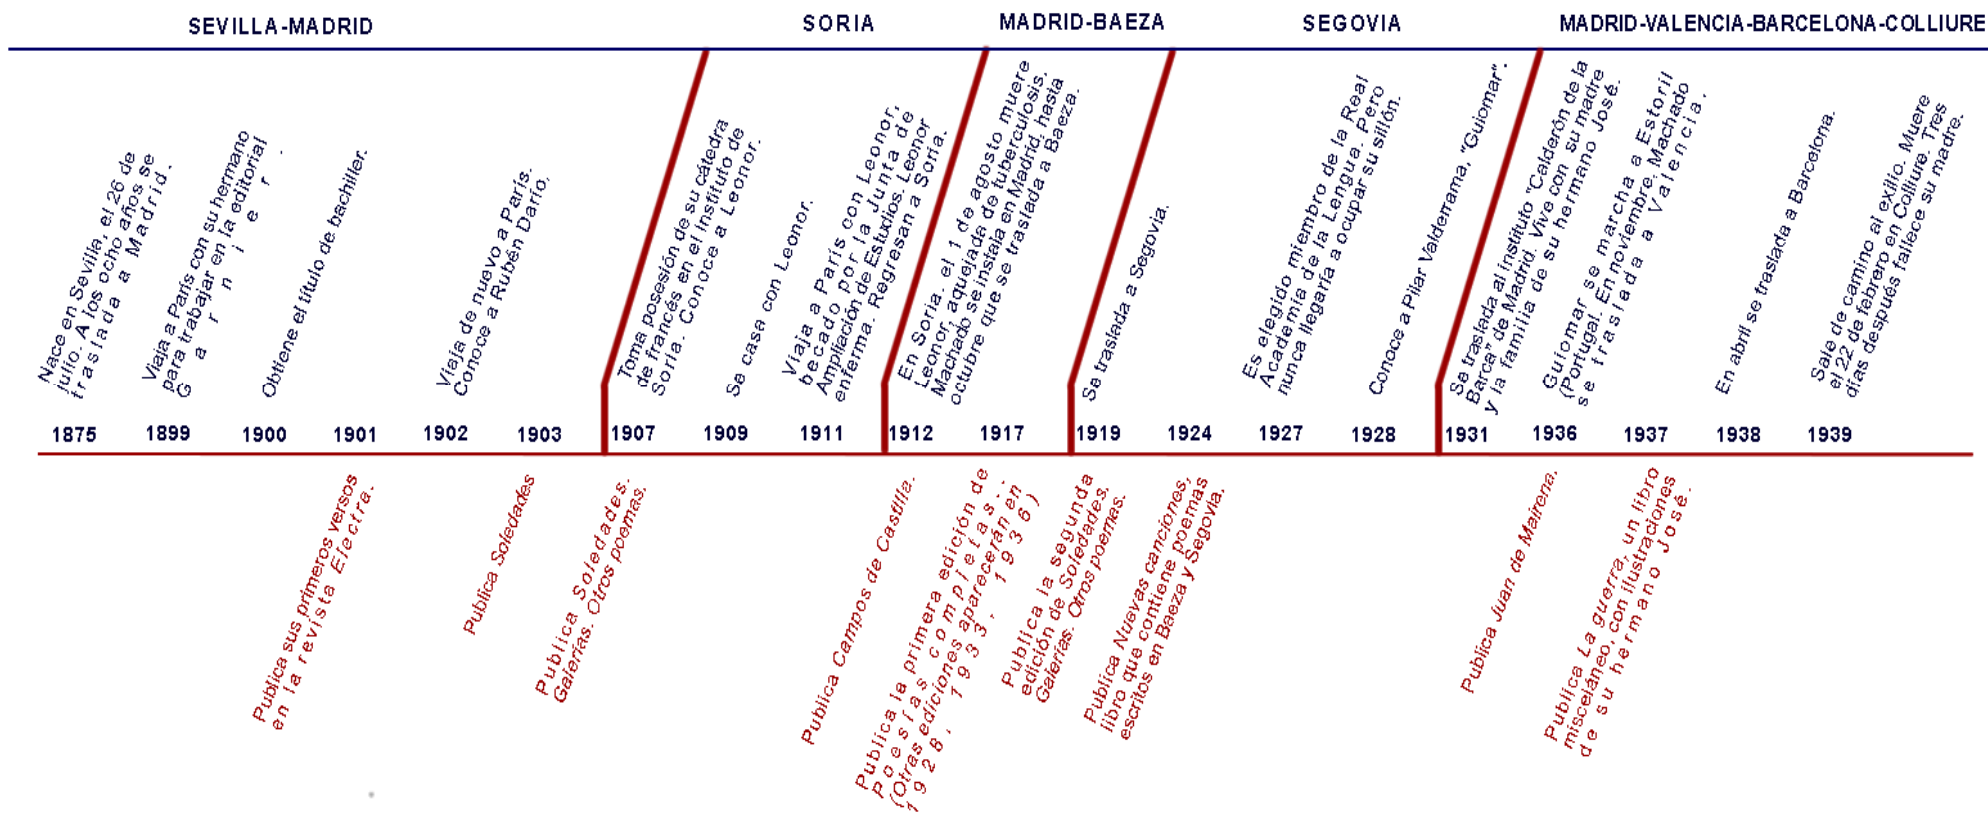 SEVILLA-MADRID
SORIA
MADRID-BAEZA
SEGOVIA
MADRID-VALENCIA-BARCELONA-COLLIURE
Nace en Sevilla, el 26 de
julio. A los ocho años se
traslada a Madrid.
Viaja a París con su hermano
para trabajar en la editorial
Garnier.
Obtiene el título de bachiller.
Viaja de nuevo a París.
Conoce a Rubén Darío.
Toma posesión de su cátedra
de francés en el Instituto de
Soria. Conoce a Leonor.
Se casa con Leonor.
Viaja a París con Leonor,
becado por la Junta de
Ampliación de Estudios. Leonor
enferma. Regresan a Soria.
En Soria. el 1 de agosto muere
Leonor, aquejada de tuberculosis.
Machado se instala en Madrid, hasta
octubre que se traslada a Baeza.
Se traslada a Segovia.
Es elegido miembro de la Real
Academia de la Lengua. Pero
nunca llegaría a ocupar su sillón.
Conoce a Pilar Valderrama, "Guiomar".
Se traslada al instituto "Calderón de la
Barca" de Madrid. Vive con su madre
y la familia de su hermano José.
Guiomar se marcha a Estoril
(Portugal. En noviembre, Machado
se traslada a Valencia.
En abril se traslada a Barcelona.
Sale de camino al exilio. Muere
el 22 de febrero en Colliure. Tres
días después fallece su madre.
1875
1899
1900
1901
1902
1903
1907
1909
1911
1912
1917
1919
1924
1927
1928
1931
1936
1937
1938
1939
Publica sus primeros versos
en la revista Electra.
Publica Soledades
Publica Soledades.
Galerías. Otros poemas.
Publica Campos de Castilla.
Publica la primera edición de
Poesías completas..
(Otras ediciones aparecerán en
1928, 1933, 1936)
Publica la segunda
edición de Soledades.
Galerías. Otros poemas.
Publica Nuevas canciones,
libro que contiene poemas
escritos en Baeza y Segovia.
Publica Juan de Mairena.
Publica La guerra, un libro
misceláneo, con ilustraciones
de su hermano José.